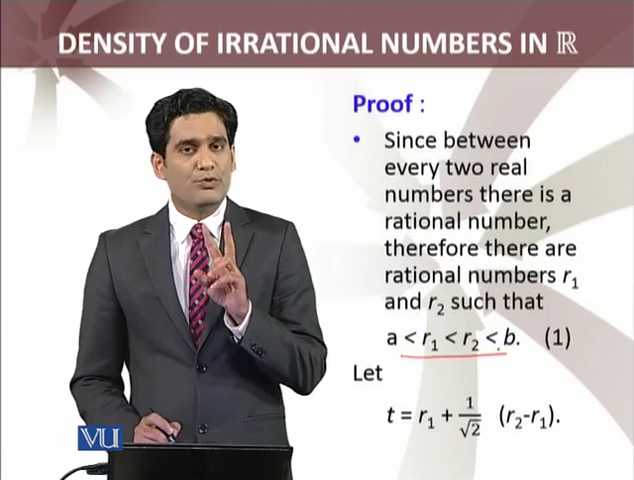 DENSITY OF IRRATIONAL NUMBERS IN ℝ
Proof :
• Since between
every two real
numbers there is a
rational number,
therefore there are
rational numbers r₁
and r₂ such that
a < r₁ < r₂ < b. (1)
Let
t = r₁ + 1/√2 (r₂-r₁).
VU